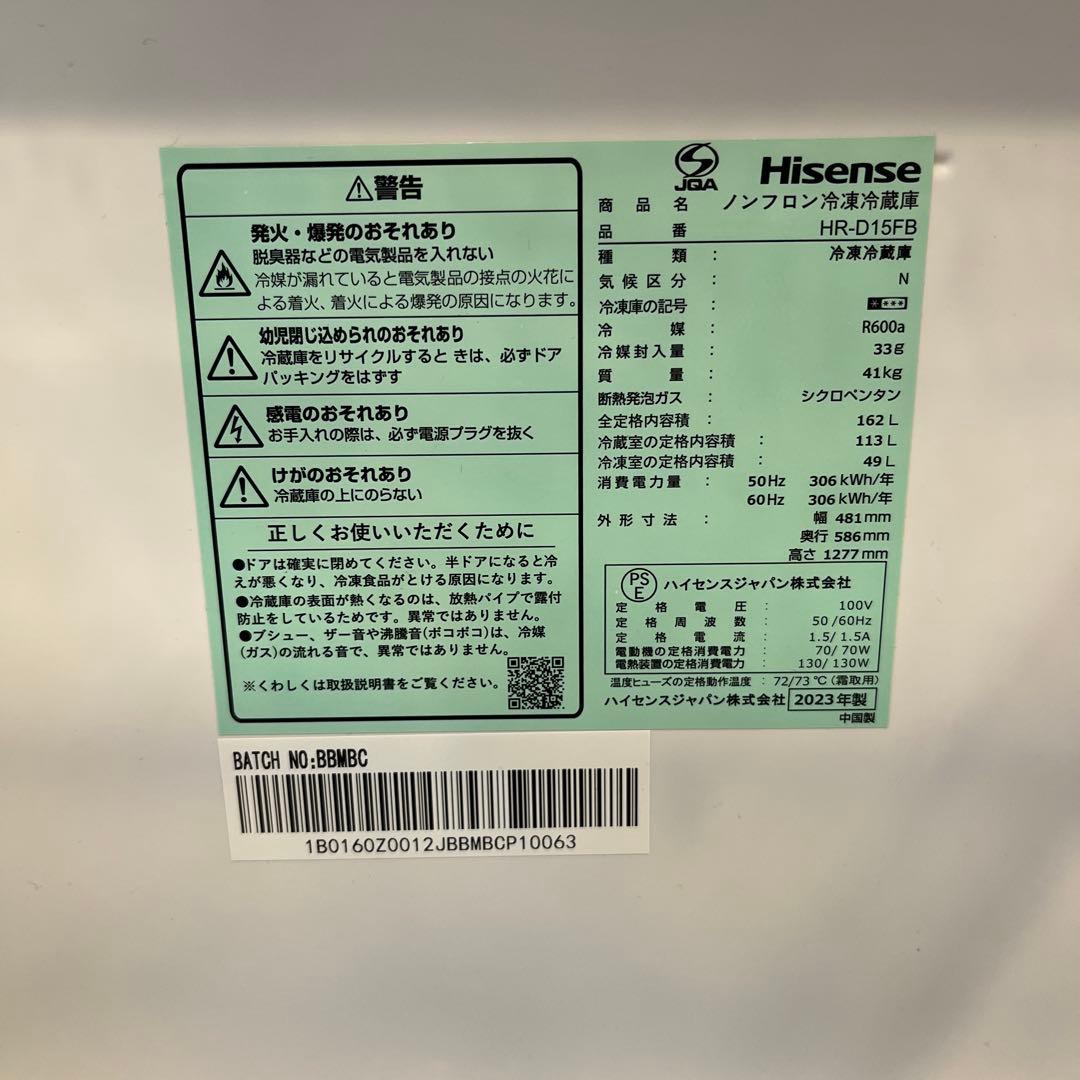 ⚠警告
発火・爆発のおそれあり
脱臭器などの電気製品を入れない
冷媒が漏れていると電気製品の接点の火花に
よる着火、着火による爆発の原因になります。
幼児閉じ込められのおそれあり
冷蔵庫をリサイクルすると きは、必ずドア
パッキングをはずす
感電のおそれあり
お手入れの際は、必ず電源プラグを抜く
けがのおそれあり
冷蔵庫の上にのらない
正しくお使いいただくために
●ドアは確実に閉めてください。半ドアになると冷
えが悪くなり、冷凍食品がとける原因になります。
●冷蔵庫の表面が熱くなるのは、放熱パイプで露付
防止をしているためです。異常ではありません。
●ブシュー、ザー音や沸騰音(ボコボコ)は、冷媒
(ガス)の流れる音で、異常ではありません。
※くわしくは取扱説明書をご覧ください。
JQA
Hisense
商品名 ノンフロン冷凍冷蔵庫
品番 HR-D15FB
種類： 冷凍冷蔵庫
気候区分： N
冷凍庫の記号： ****
冷媒： R600a
冷媒封入量： 33g
質量： 41kg
断熱発泡ガス： シクロペンタン
全定格内容積： 162 L
冷蔵室の定格内容積： 113 L
冷凍室の定格内容積： 49 L
消費電力量： 50Hz 306 kWh/年
60Hz 306 kWh/年
外形寸法： 幅 481mm
奥行 586mm
高さ 1277mm
PSE ハイセンスジャパン株式会社
定格電圧： 100V
定格周波数： 50/60Hz
定格電流： 1.5/1.5A
電動機の定格消費電力： 70/70W
電熱装置の定格消費電力： 130/130W
温度ヒューズの定格動作温度：72/73℃(霜取用)
ハイセンスジャパン株式会社 2023年製
中国製
BATCH NO:BBMBC
1B0160Z0012JBBMBCP10063